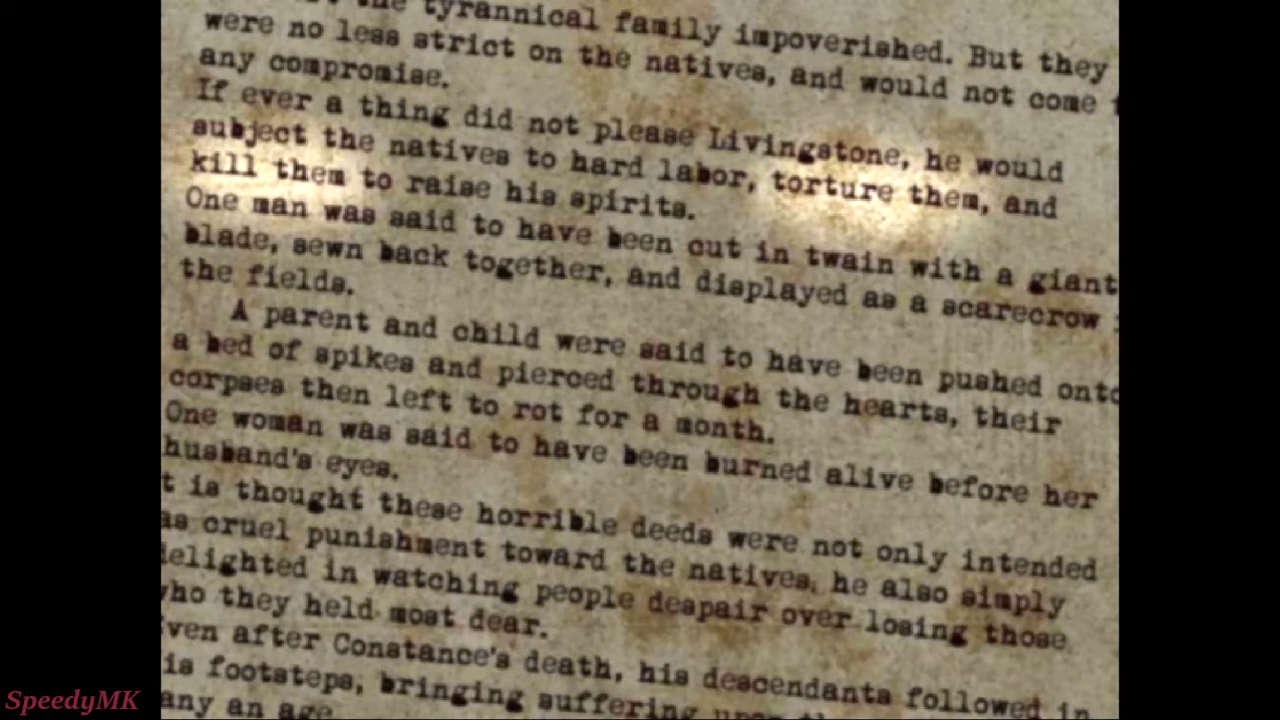 the tyrannical family impoverished. But they
were no less strict on the natives, and would not come
any compromise.
If ever a thing did not please Livingstone, he would
subject the natives to hard labor, torture them, and
kill them to raise his spirits.
One man was said to have been cut in twain with a giant
blade, sewn back together, and displayed as a scarecrow
the fields.
A parent and child were said to have been pushed onto
a bed of spikes and pierced through the hearts, their
corpses then left to rot for a month.
One woman was said to have been burned alive before her
husband's eyes.
t is thought these horrible deeds were not only intended
as cruel punishment toward the natives, he also simply
delighted in watching people despair over losing those
who they held most dear.
Even after Constance's death, his descendants followed in
is footsteps, bringing suffering upon
any an age.
SpeedyMK